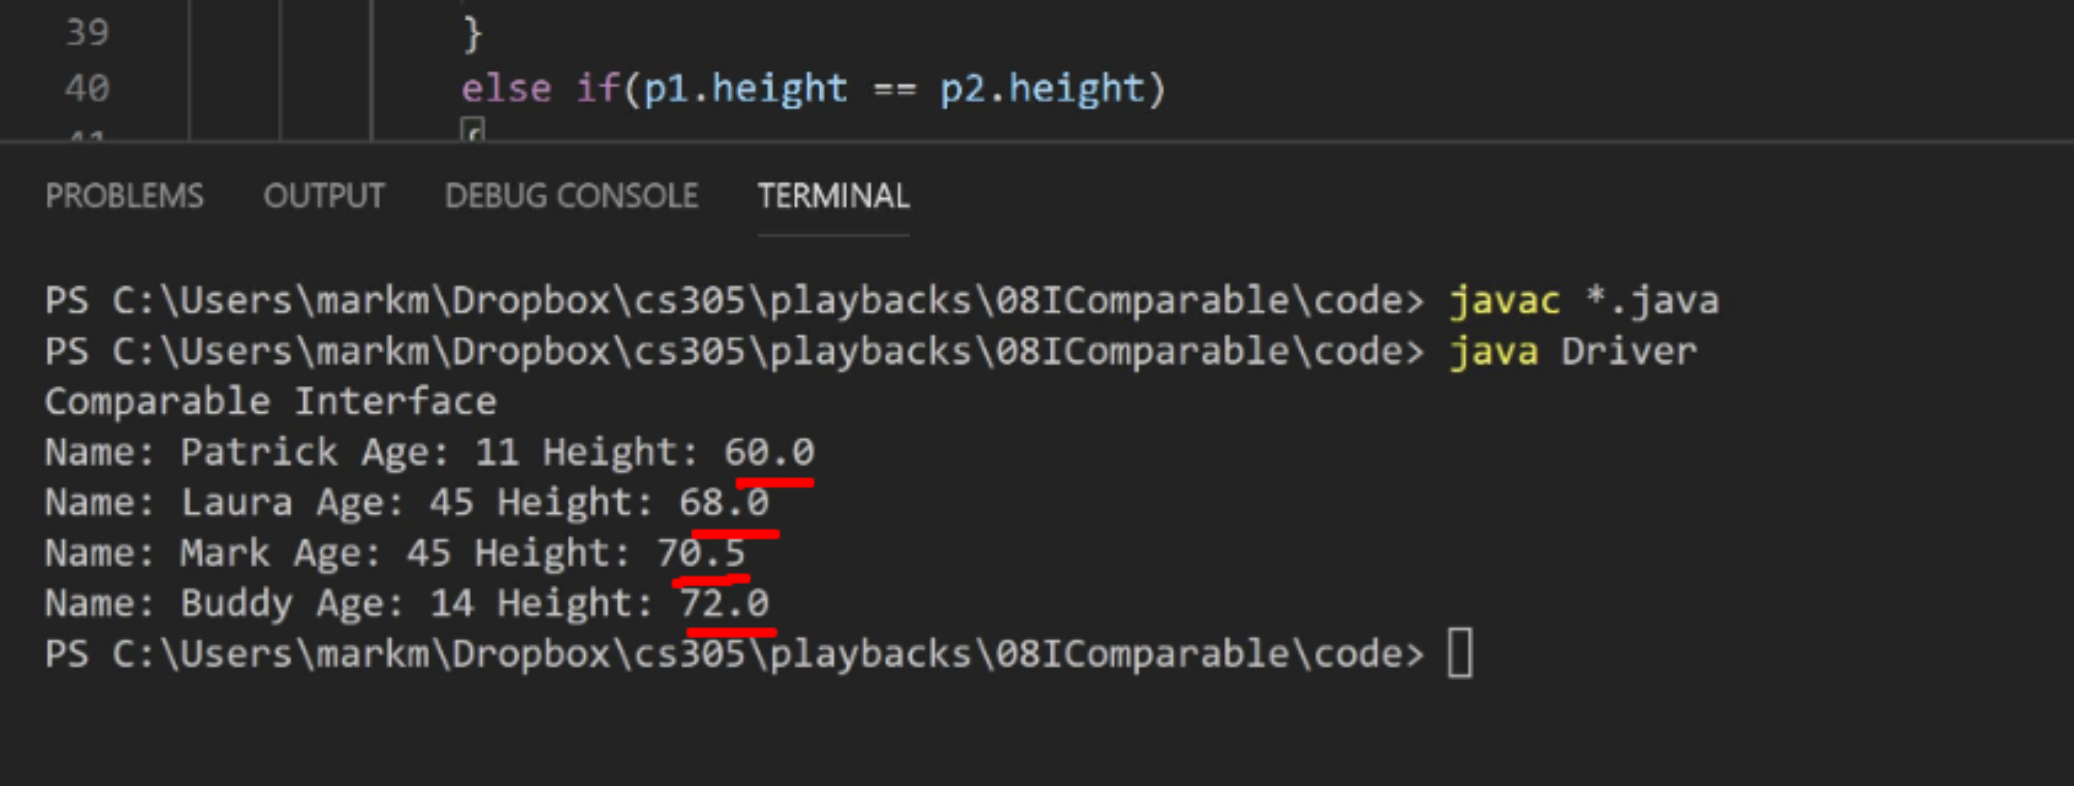 39 }
40 else if(p1.height == p2.height)
41 {
PROBLEMS OUTPUT DEBUG CONSOLE TERMINAL
PS C:\Users\markm\Dropbox\cs305\playbacks\08IComparable\code> javac *.java
PS C:\Users\markm\Dropbox\cs305\playbacks\08IComparable\code> java Driver
Comparable Interface
Name: Patrick Age: 11 Height: 60.0
Name: Laura Age: 45 Height: 68.0
Name: Mark Age: 45 Height: 70.5
Name: Buddy Age: 14 Height: 72.0
PS C:\Users\markm\Dropbox\cs305\playbacks\08IComparable\code>